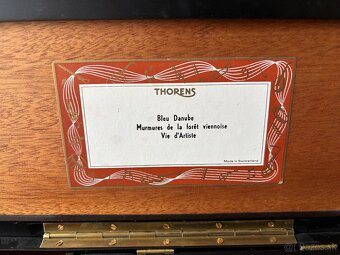 THORENS
Bleu Danube
Murmures de la forêt viennoise
Vie d'Artiste
Made in Switzerland